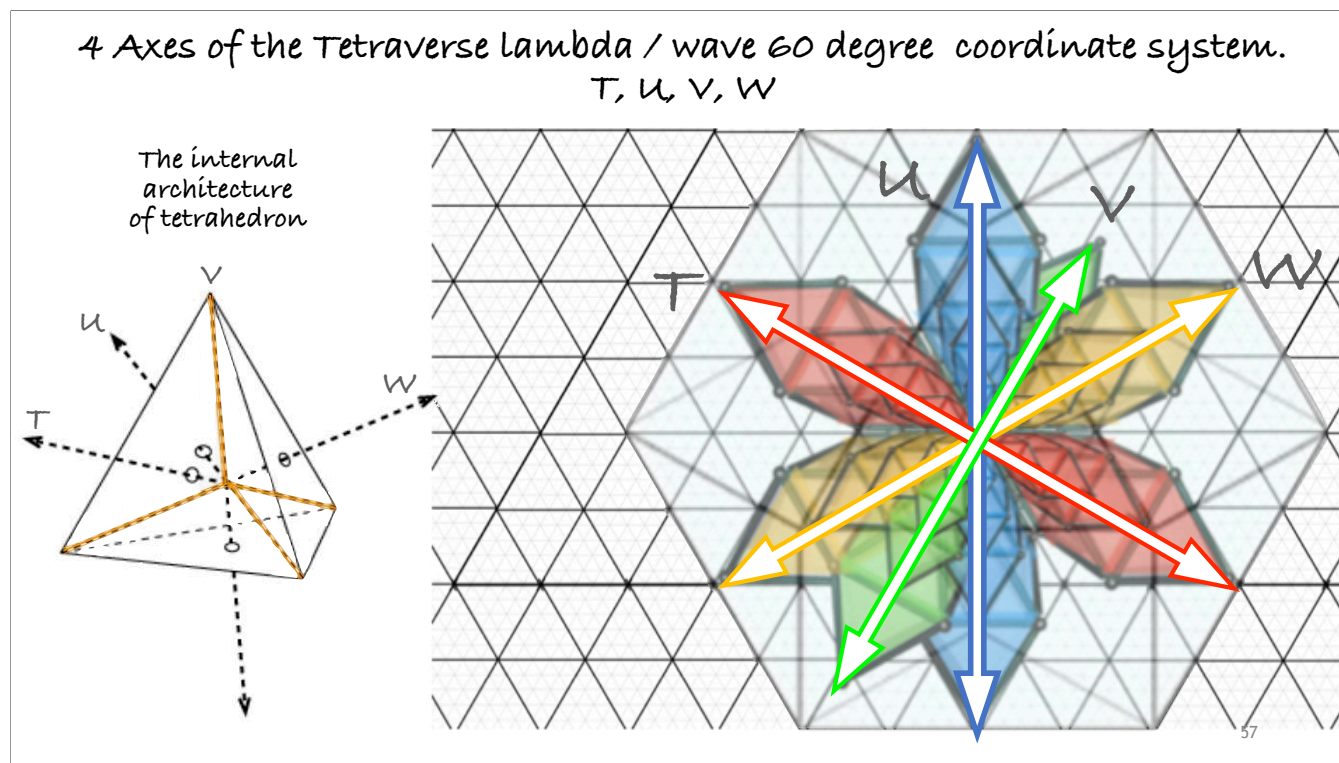 4 Axes of the Tetraverse lambda / wave 60 degree coordinate system.
T, U, V, W
The internal
architecture
of tetrahedron
V
U
W
T
U
V
W
T
57